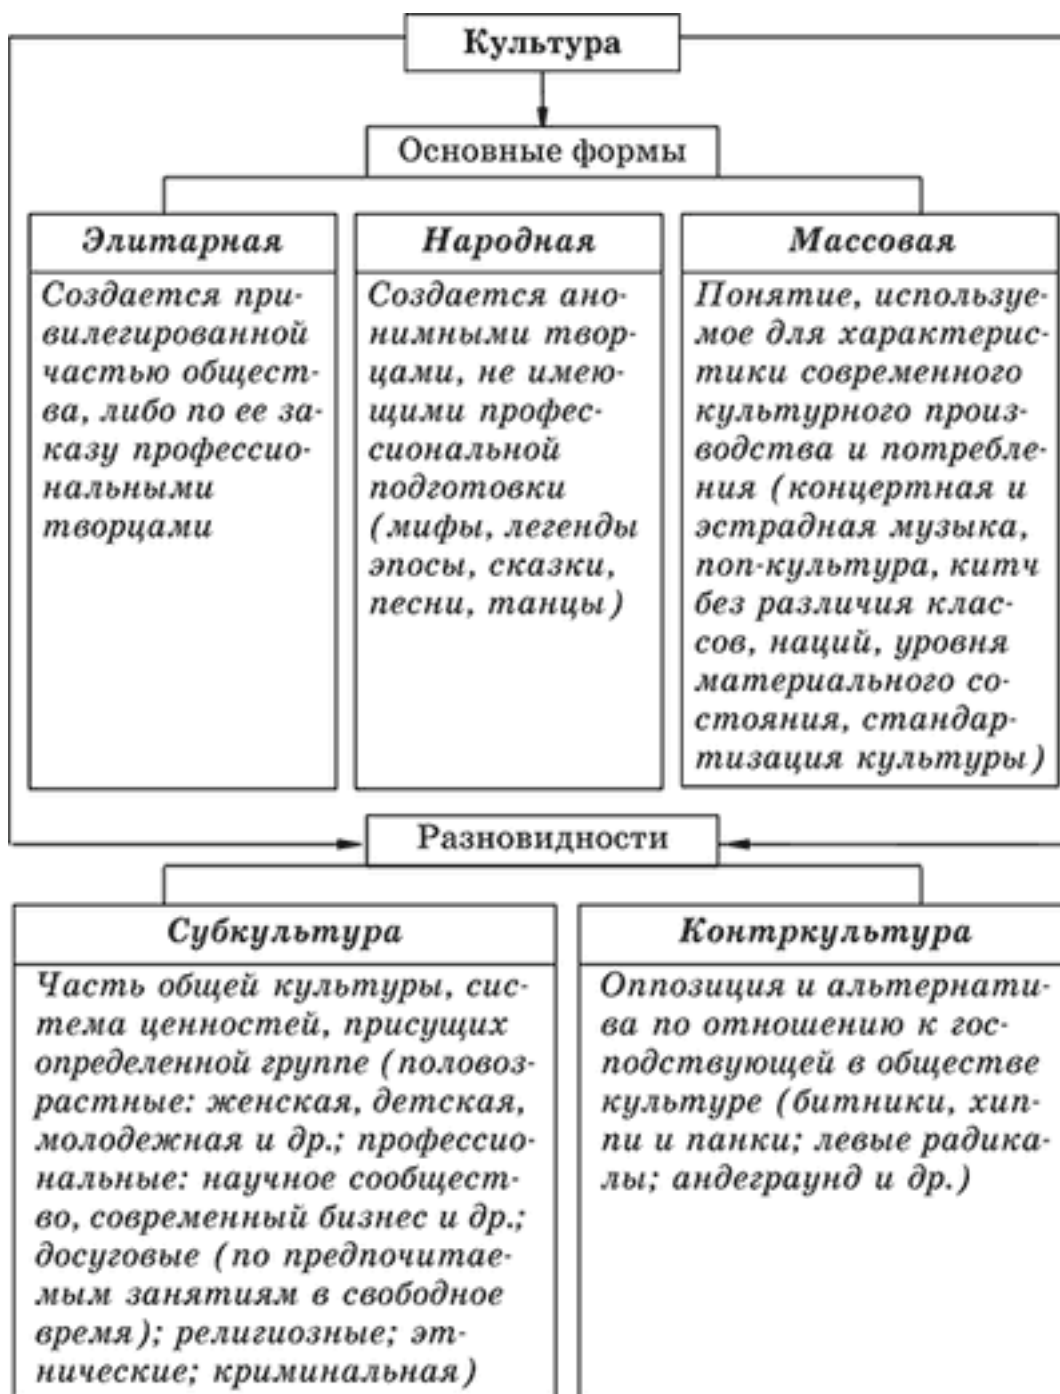 Культура
Основные формы
Элитарная
Создается при-
вилегированной
частью общест-
ва, либо по ее за-
казу профессио-
нальными
творцами
Народная
Создается ано-
нимными твор-
цами, не имею-
щими профес-
сиональной
подготовки
(мифы, легенды
эпосы, сказки,
песни, танцы)
Массовая
Понятие, используе-
мое для характерис-
тики современного
культурного произ-
водства и потребле-
ния (концертная и
эстрадная музыка,
поп-культура, китч
без различия клас-
сов, наций, уровня
материального со-
стояния, стандар-
тизация культуры)
Разновидности
Субкультура
Часть общей культуры, сис-
тема ценностей, присущих
определенной группе (половоз-
растные: женская, детская,
молодежная и др.; профессио-
нальные: научное сообщест-
во, современный бизнес и др.;
досуговые (по предпочитае-
мым занятиям в свободное
время); религиозные; эт-
нические; криминальная)
Контркультура
Оппозиция и альтернати-
ва по отношению к гос-
подствующей в обществе
культуре (битники, хип-
пи и панки; левые радика-
лы; андеграунд и др.)